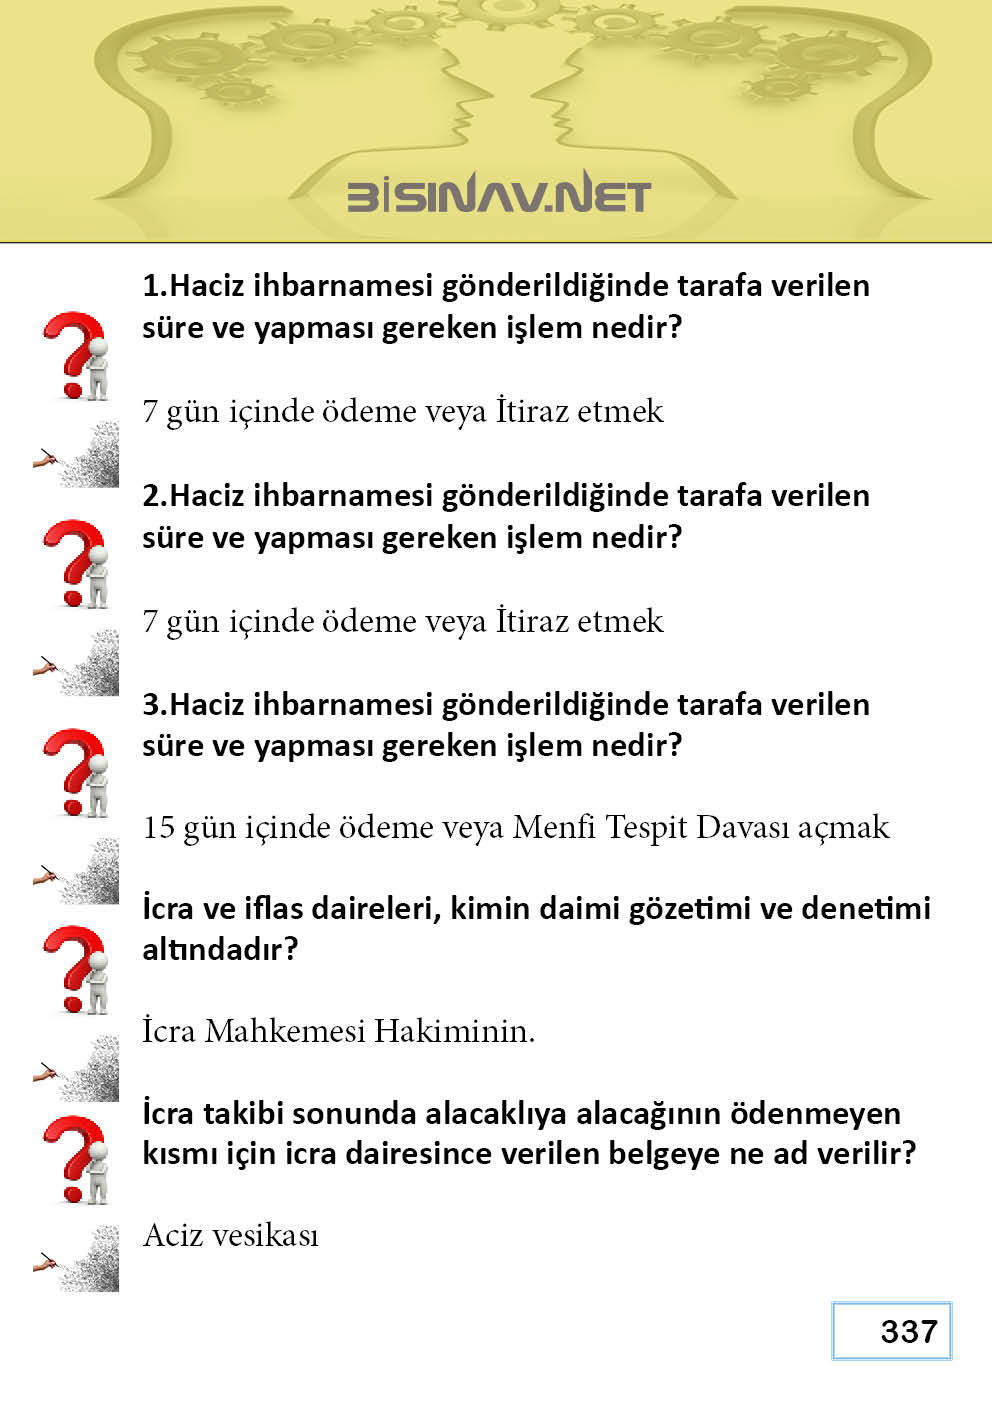 BİSINAV.NET
1.Haciz ihbarnamesi gönderildiğinde tarafa verilen
süre ve yapması gereken işlem nedir?
7 gün içinde ödeme veya İtiraz etmek
2.Haciz ihbarnamesi gönderildiğinde tarafa verilen
süre ve yapması gereken işlem nedir?
7 gün içinde ödeme veya İtiraz etmek
3.Haciz ihbarnamesi gönderildiğinde tarafa verilen
süre ve yapması gereken işlem nedir?
15 gün içinde ödeme veya Menfi Tespit Davası açmak
İcra ve iflas daireleri, kimin daimi gözetimi ve denetimi
altındadır?
İcra Mahkemesi Hakiminin.
İcra takibi sonunda alacaklıya alacağının ödenmeyen
kısmı için icra dairesince verilen belgeye ne ad verilir?
Aciz vesikası
337